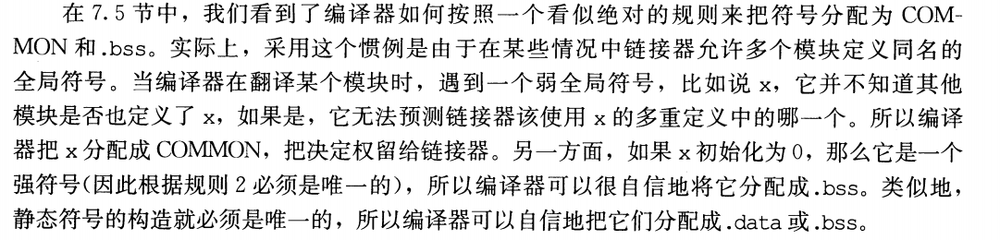 在 7.5 节中，我们看到了编译器如何按照一个看似绝对的规则来把符号分配为 COM-
MON 和.bss。实际上，采用这个惯例是由于在某些情况中链接器允许多个模块定义同名的
全局符号。当编译器在翻译某个模块时，遇到一个弱全局符号，比如说 x，它并不知道其他
模块是否也定义了 x，如果是，它无法预测链接器该使用 x 的多重定义中的哪一个。所以编译
器把 x 分配成 COMMON，把决定权留给链接器。另一方面，如果 x 初始化为 0，那么它是一个
强符号(因此根据规则 2 必须是唯一的)，所以编译器可以很自信地将它分配成.bss。类似地，
静态符号的构造就必须是唯一的，所以编译器可以自信地把它们分配成.data 或.bss。